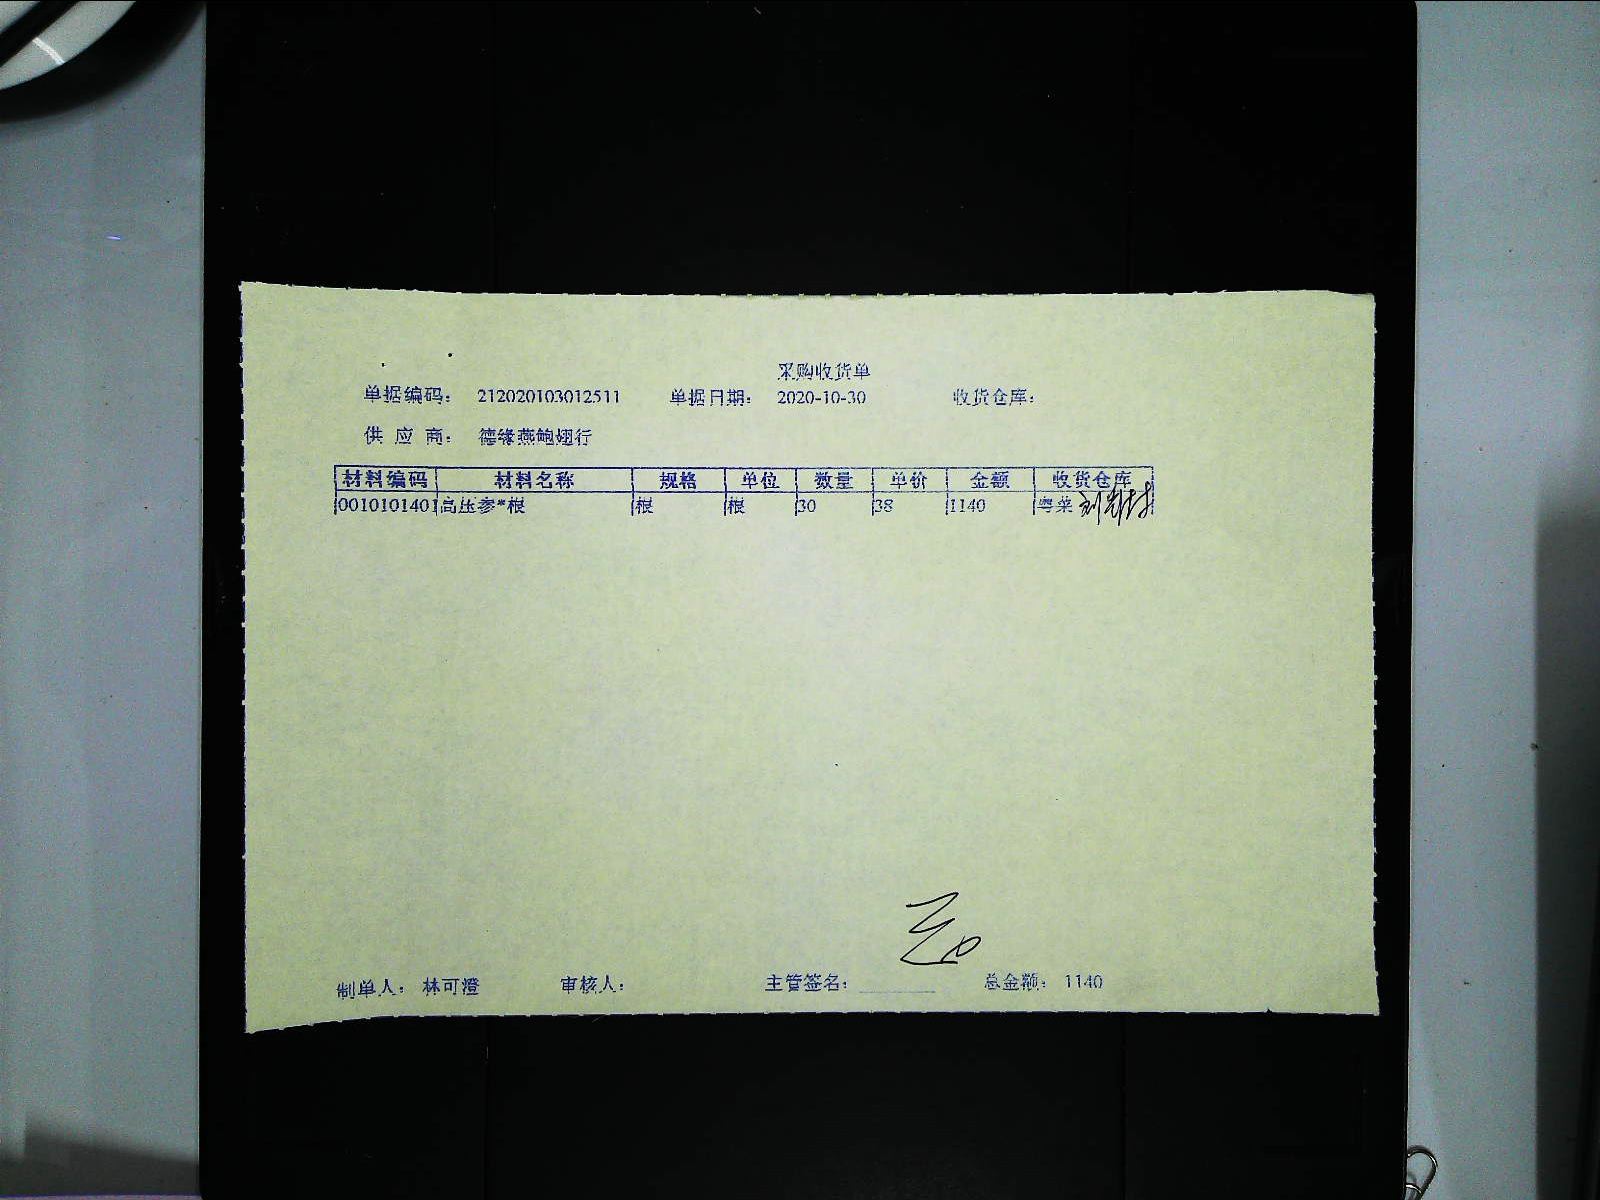 采购收货单
单据编码： 212020103012511 单据日期： 2020-10-30 收货仓库：
供 应 商： 德缘燕鲍翅行
材料编码 材料名称 规格 单位 数量 单价 金额 收货仓库
0010101401 高压参*根 根 根 30 38 1140 粤菜
制单人： 林可澄 审核人： 主管签名： 总金额： 1140